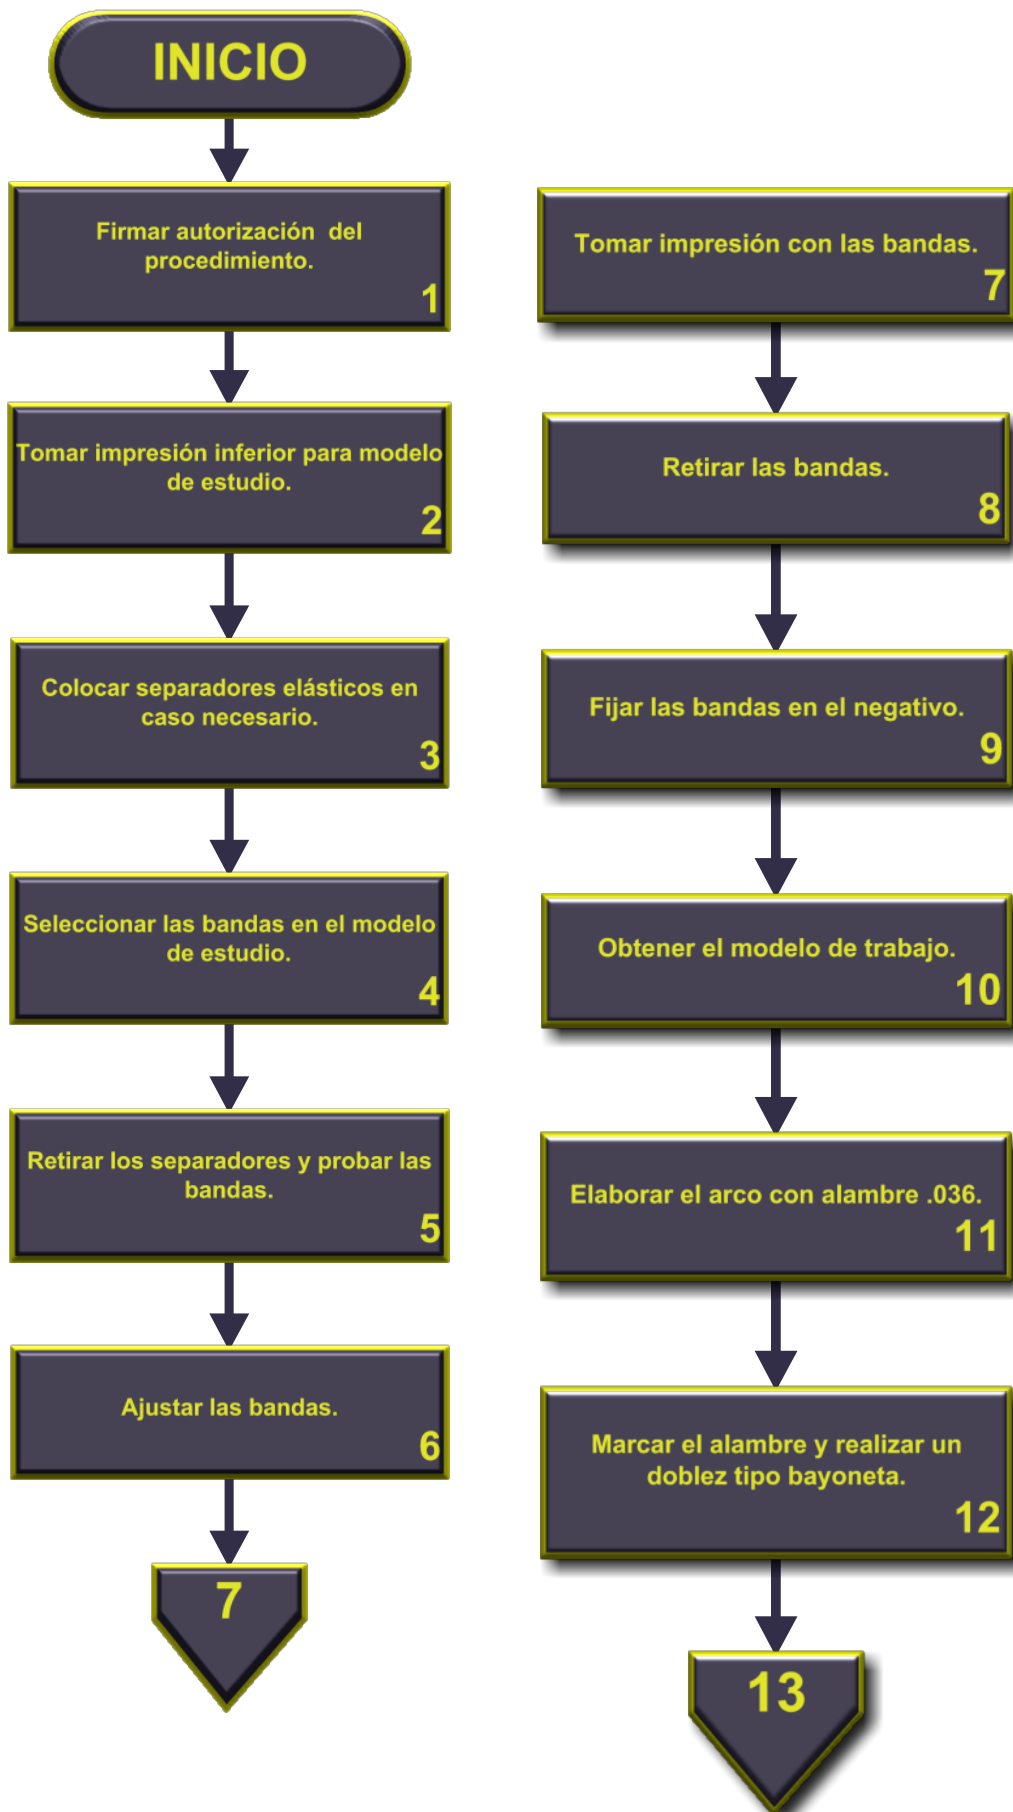 INICIO
Firmar autorización del
procedimiento.
1
Tomar impresión inferior para modelo
de estudio.
2
Colocar separadores elásticos en
caso necesario.
3
Seleccionar las bandas en el modelo
de estudio.
4
Retirar los separadores y probar las
bandas.
5
Ajustar las bandas.
6
7
Tomar impresión con las bandas.
7
Retirar las bandas.
8
Fijar las bandas en el negativo.
9
Obtener el modelo de trabajo.
10
Elaborar el arco con alambre .036.
11
Marcar el alambre y realizar un
doblez tipo bayoneta.
12
13